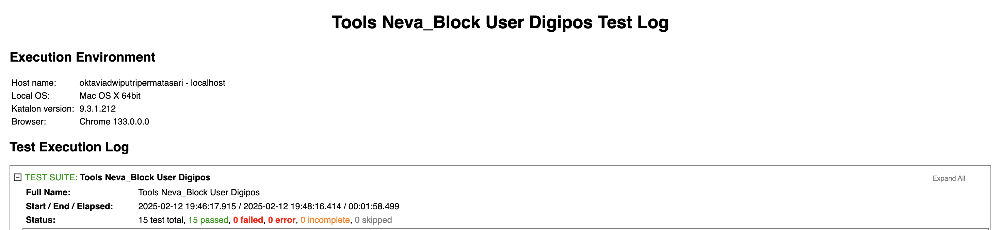 Tools Neva_Block User Digipos Test Log
Execution Environment
Host name: oktaviadwiputripermatasari - localhost
Local OS: Mac OS X 64bit
Katalon version: 9.3.1.212
Browser: Chrome 133.0.0.0
Test Execution Log
TEST SUITE: Tools Neva_Block User Digipos Expand All
Full Name: Tools Neva_Block User Digipos
Start / End / Elapsed: 2025-02-12 19:46:17.915 / 2025-02-12 19:48:16.414 / 00:01:58.499
Status: 15 test total, 15 passed, 0 failed, 0 error, 0 incomplete, 0 skipped